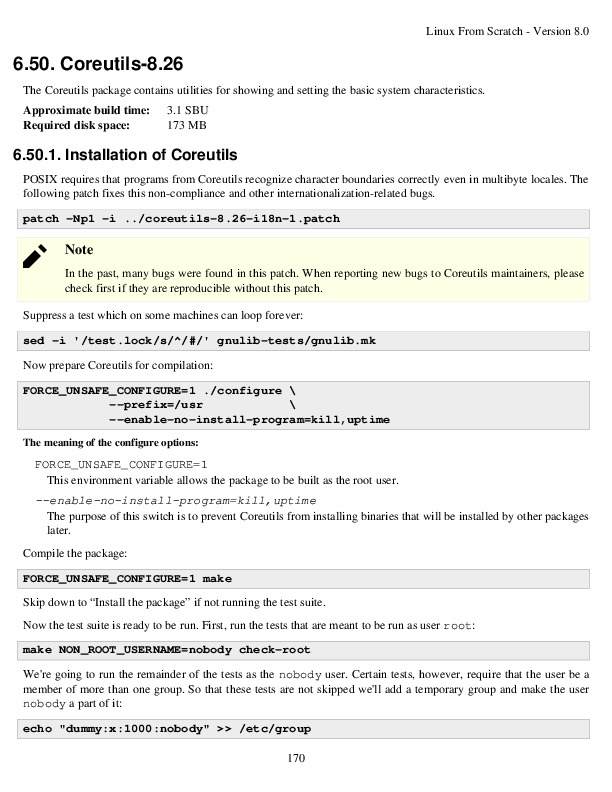 Linux From Scratch - Version 8.0
6.50. Coreutils-8.26
The Coreutils package contains utilities for showing and setting the basic system characteristics.
Approximate build time: 3.1 SBU
Required disk space: 173 MB
6.50.1. Installation of Coreutils
POSIX requires that programs from Coreutils recognize character boundaries correctly even in multibyte locales. The
following patch fixes this non-compliance and other internationalization-related bugs.
patch -Np1 -i ../coreutils-8.26-i18n-1.patch
Note
In the past, many bugs were found in this patch. When reporting new bugs to Coreutils maintainers, please
check first if they are reproducible without this patch.
Suppress a test which on some machines can loop forever:
sed -i '/test.lock/s/^/#/' gnulib-tests/gnulib.mk
Now prepare Coreutils for compilation:
FORCE_UNSAFE_CONFIGURE=1 ./configure \
            --prefix=/usr            \
            --enable-no-install-program=kill,uptime
The meaning of the configure options:
FORCE_UNSAFE_CONFIGURE=1
This environment variable allows the package to be built as the root user.
--enable-no-install-program=kill,uptime
The purpose of this switch is to prevent Coreutils from installing binaries that will be installed by other packages
later.
Compile the package:
FORCE_UNSAFE_CONFIGURE=1 make
Skip down to “Install the package” if not running the test suite.
Now the test suite is ready to be run. First, run the tests that are meant to be run as user root:
make NON_ROOT_USERNAME=nobody check-root
We're going to run the remainder of the tests as the nobody user. Certain tests, however, require that the user be a
member of more than one group. So that these tests are not skipped we'll add a temporary group and make the user
nobody a part of it:
echo "dummy:x:1000:nobody" >> /etc/group
170